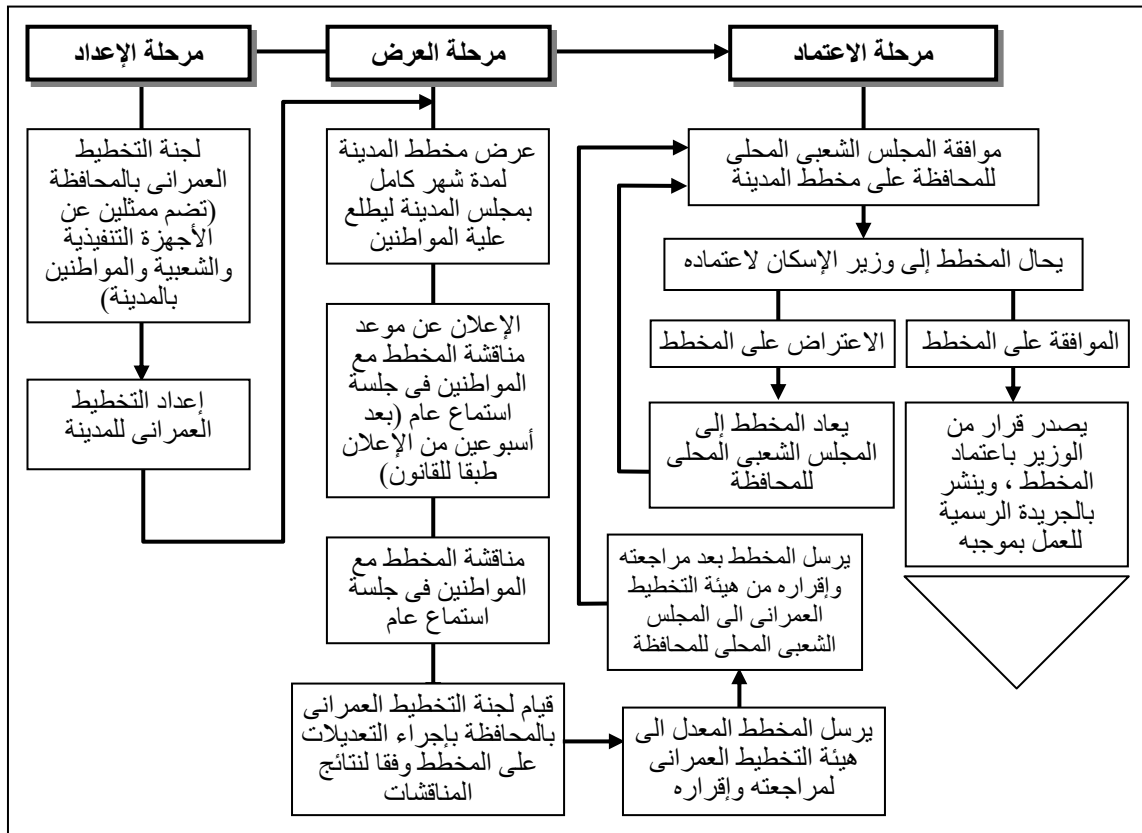 مرحلة الإعداد
مرحلة العرض
مرحلة الاعتماد
لجنة التخطيط
العمرانى بالمحافظة
(تضم ممثلين عن
الأجهزة التنفيذية
والشعبية والمواطنين
بالمدينة)
إعداد التخطيط
العمرانى للمدينة
عرض مخطط المدينة
لمدة شهر كامل
بمجلس المدينة ليطلع
علية المواطنين
الإعلان عن موعد
مناقشة المخطط مع
المواطنين فى جلسة
استماع عام (بعد
أسبوعين من الإعلان
طبقا للقانون)
مناقشة المخطط مع
المواطنين فى جلسة
استماع عام
قيام لجنة التخطيط العمرانى
بالمحافظة بإجراء التعديلات
على المخطط وفقا لنتائج
المناقشات
يرسل المخطط المعدل الى
هيئة التخطيط العمرانى
لمراجعته وإقراره
يرسل المخطط بعد مراجعته
وإقراره من هيئة التخطيط
العمرانى الى المجلس
الشعبى المحلى للمحافظة
موافقة المجلس الشعبى المحلى
للمحافظة على مخطط المدينة
يحال المخطط إلى وزير الإسكان لاعتماده
الموافقة على المخطط
الاعتراض على المخطط
يعاد المخطط إلى
المجلس الشعبى المحلى
للمحافظة
يصدر قرار من
الوزير باعتماد
المخطط ، وينشر
بالجريدة الرسمية
للعمل بموجبه